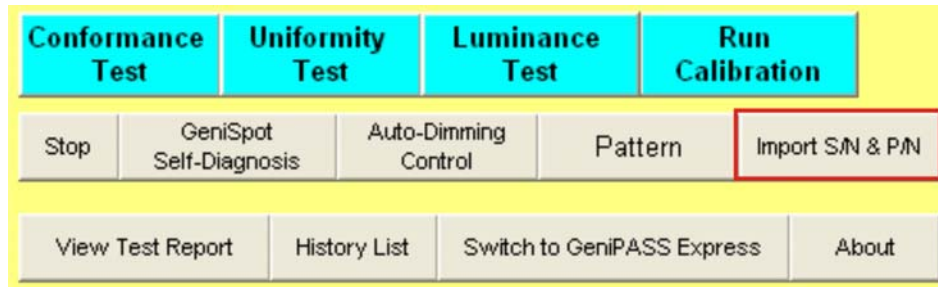 Conformance Test
Uniformity Test
Luminance Test
Run Calibration
Stop
GeniSpot Self-Diagnosis
Auto-Dimming Control
Pattern
Import S/N & P/N
View Test Report
History List
Switch to GeniPASS Express
About